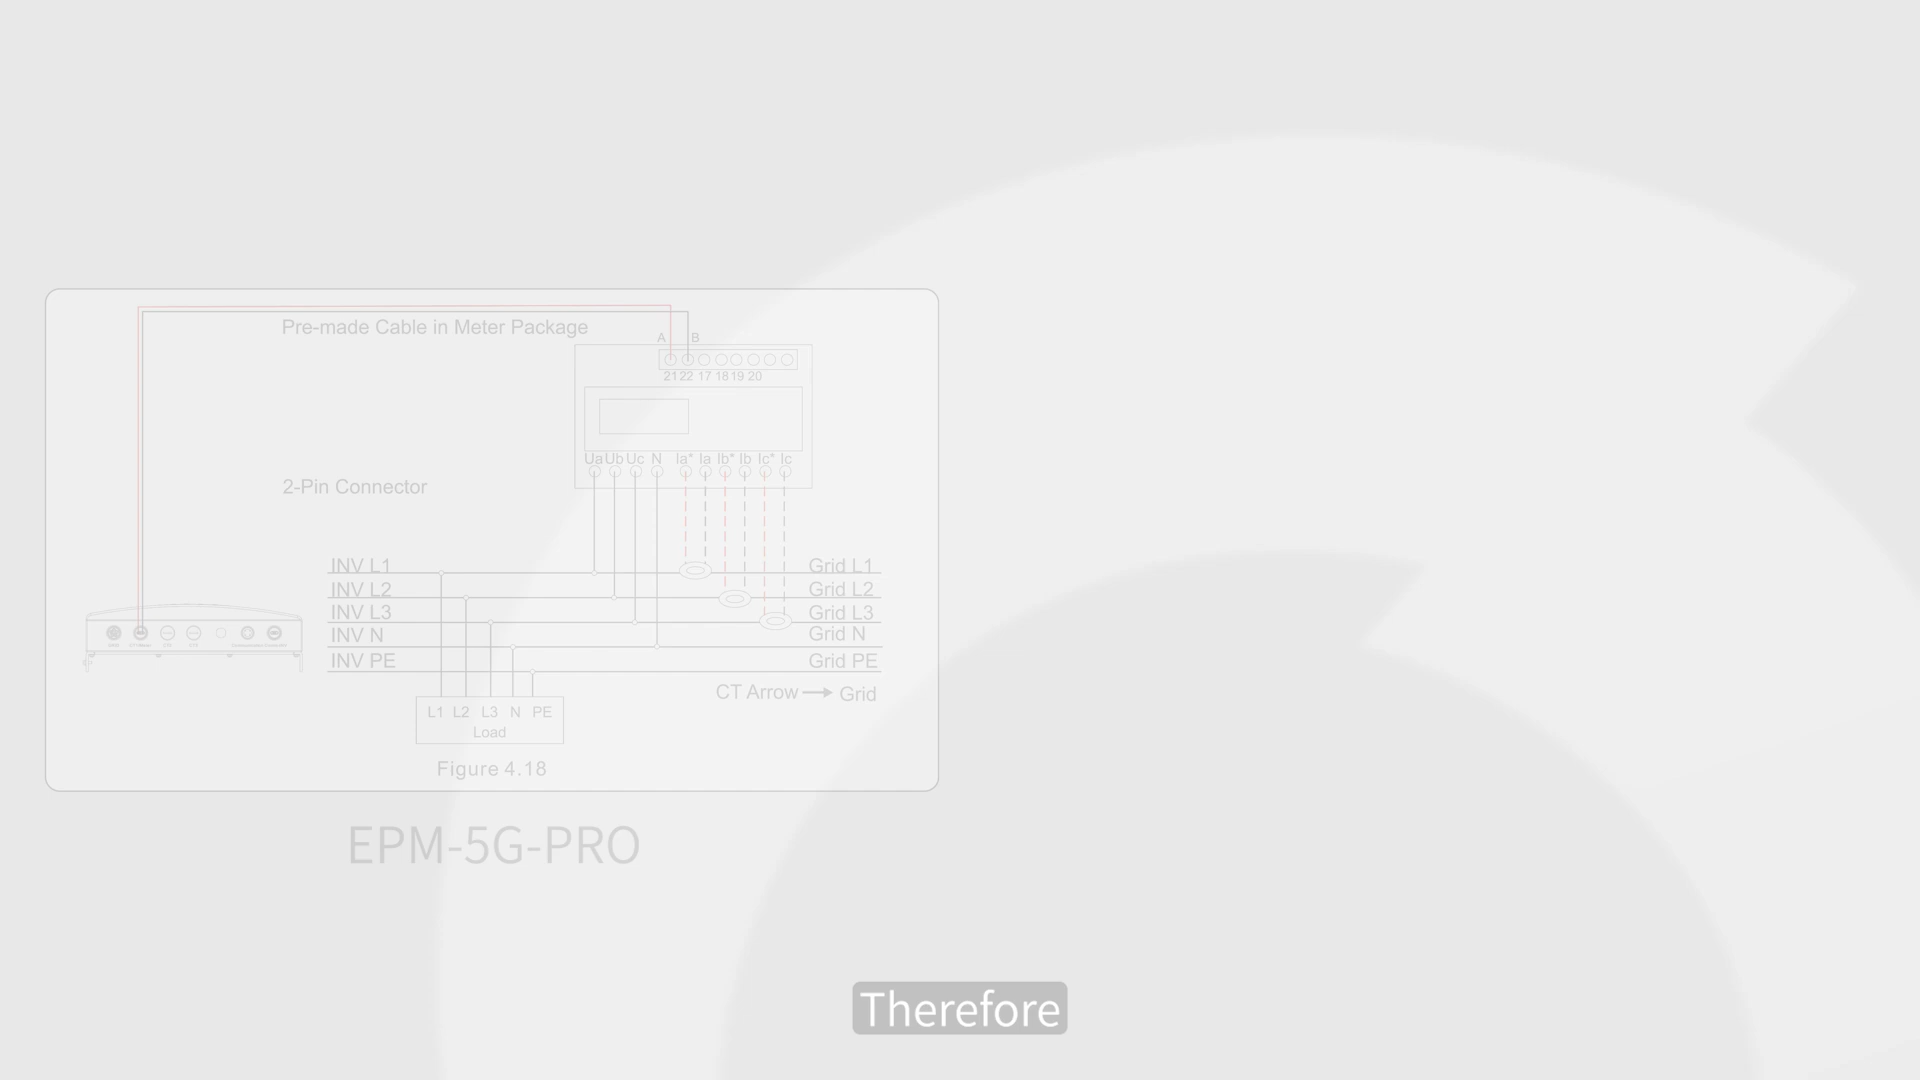 Pre-made Cable in Meter Package
A B
21 22 17 18 19 20
Ua Ub Uc N Ia* Ia Ib* Ib Ic* Ic
2-Pin Connector
INV L1 Grid L1
INV L2 Grid L2
INV L3 Grid L3
INV N Grid N
INV PE Grid PE
CT Arrow → Grid
L1 L2 L3 N PE
Load
Figure 4.18
EPM-5G-PRO
Therefore